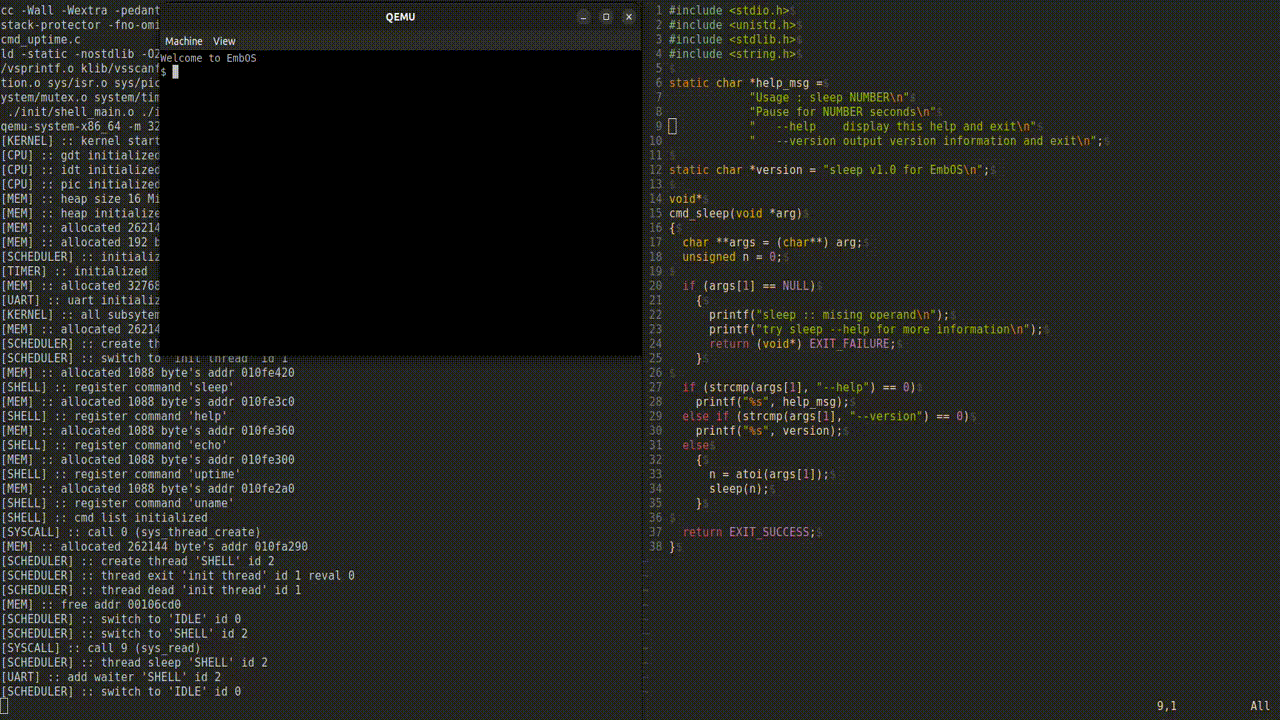 cc -Wall -Wextra -pedant
stack-protector -fno-omi
cmd_uptime.c
ld -static -nostdlib -O2
/vsprintf.o klib/vsscanf
tion.o sys/isr.o sys/pic
ystem/mutex.o system/tim
./init/shell_main.o ./i
qemu-system-x86_64 -m 32
[KERNEL] :: kernel start
[CPU] :: gdt initialized
[CPU] :: idt initialized
[CPU] :: pic initialized
[MEM] :: heap size 16 Mi
[MEM] :: heap initialize
[MEM] :: allocated 26214
[MEM] :: allocated 192 b
[SCHEDULER] :: initializ
[TIMER] :: initialized
[MEM] :: allocated 32768
[UART] :: uart initializ
[KERNEL] :: all subsytem
[MEM] :: allocated 26214
[SCHEDULER] :: create th
[SCHEDULER] :: switch to 'init thread' id 1
[MEM] :: allocated 1088 byte's addr 010fe420
[SHELL] :: register command 'sleep'
[MEM] :: allocated 1088 byte's addr 010fe3c0
[SHELL] :: register command 'help'
[MEM] :: allocated 1088 byte's addr 010fe360
[SHELL] :: register command 'echo'
[MEM] :: allocated 1088 byte's addr 010fe300
[SHELL] :: register command 'uptime'
[MEM] :: allocated 1088 byte's addr 010fe2a0
[SHELL] :: register command 'uname'
[SHELL] :: cmd list initialized
[SYSCALL] :: call 0 (sys_thread_create)
[MEM] :: allocated 262144 byte's addr 010fa290
[SCHEDULER] :: create thread 'SHELL' id 2
[SCHEDULER] :: thread exit 'init thread' id 1 reval 0
[SCHEDULER] :: thread dead 'init thread' id 1
[MEM] :: free addr 00106cd0
[SCHEDULER] :: switch to 'IDLE' id 0
[SCHEDULER] :: switch to 'SHELL' id 2
[SYSCALL] :: call 9 (sys_read)
[SCHEDULER] :: thread sleep 'SHELL' id 2
[UART] :: add waiter 'SHELL' id 2
[SCHEDULER] :: switch to 'IDLE' id 0
QEMU
Machine View
Welcome to EmbOS
$
1 #include <stdio.h>$
2 #include <unistd.h>$
3 #include <stdlib.h>$
4 #include <string.h>$
5 $
6 static char *help_msg =$
7 "Usage : sleep NUMBER\n"$
8 "Pause for NUMBER seconds\n"$
9 "   --help    display this help and exit\n"$
10 "   --version output version information and exit\n";$
11 $
12 static char *version = "sleep v1.0 for EmbOS\n";$
13 $
14 void*$
15 cmd_sleep(void *arg)$
16 {$
17   char **args = (char**) arg;$
18   unsigned n = 0;$
19 $
20   if (args[1] == NULL)$
21     {$
22       printf("sleep :: mising operand\n");$
23       printf("try sleep --help for more information\n");$
24       return (void*) EXIT_FAILURE;$
25     }$
26 $
27   if (strcmp(args[1], "--help") == 0)$
28     printf("%s", help_msg);$
29   else if (strcmp(args[1], "--version") == 0)$
30     printf("%s", version);$
31   else$
32     {$
33       n = atoi(args[1]);$
34       sleep(n);$
35     }$
36 $
37   return EXIT_SUCCESS;$
38 }$
~
~
~
~
~
~
~
~
~
~
9,1 All